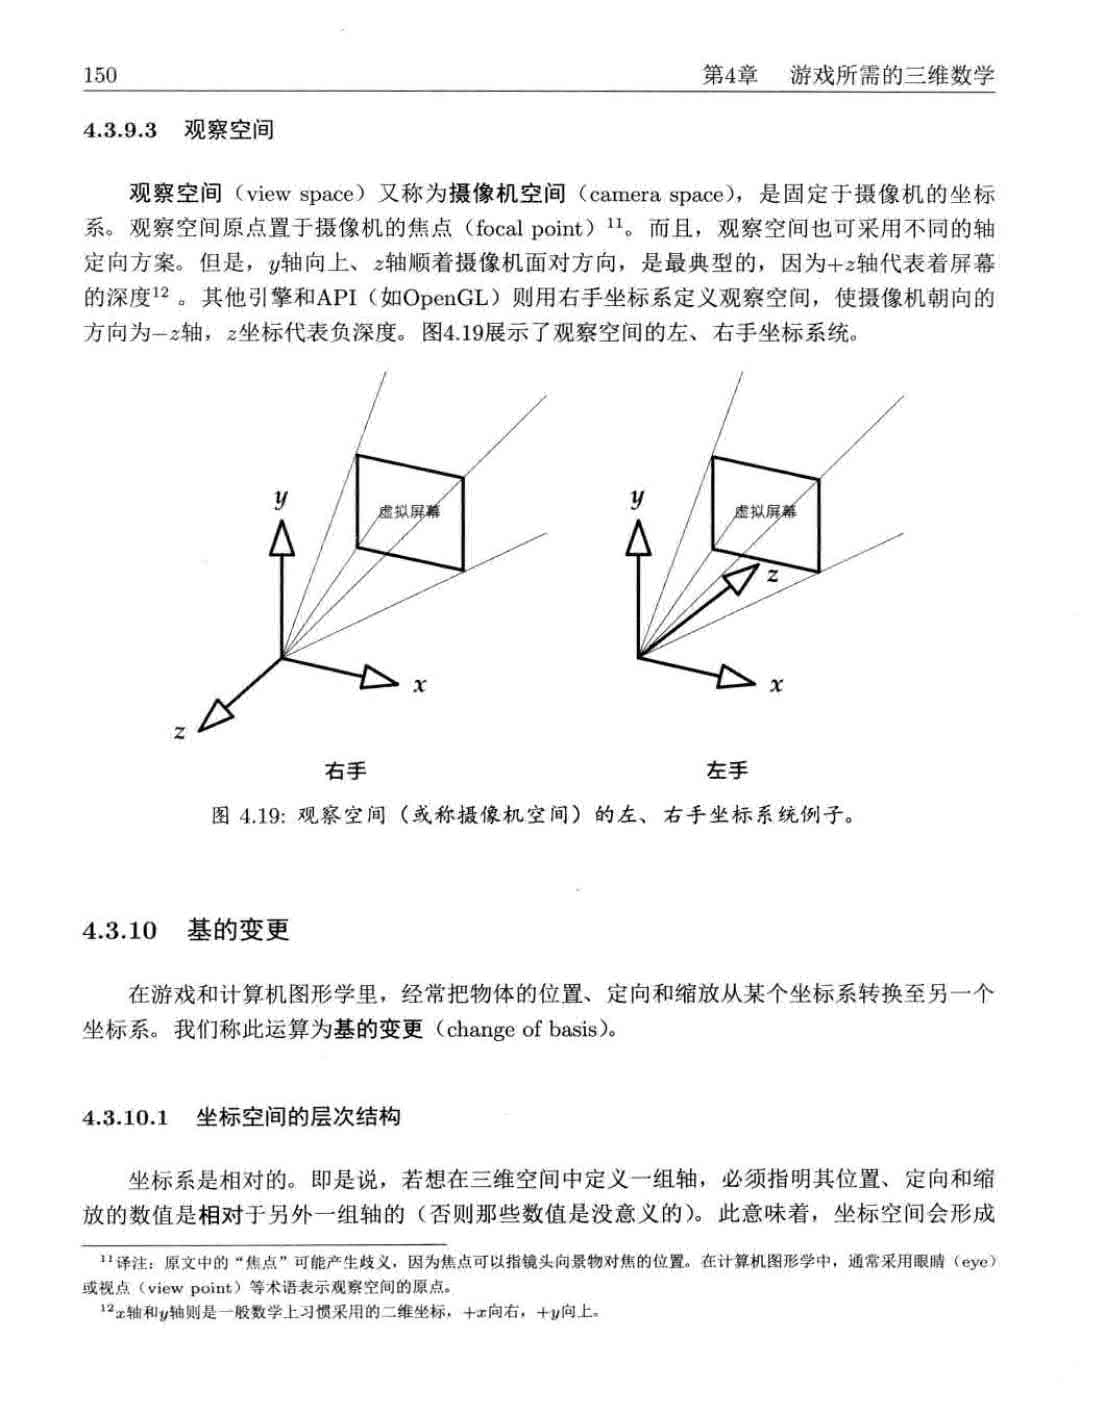 150 第4章 游戏所需的三维数学
4.3.9.3 观察空间
观察空间（view space）又称为摄像机空间（camera space），是固定于摄像机的坐标
系。观察空间原点置于摄像机的焦点（focal point）¹¹。而且，观察空间也可采用不同的轴
定向方案。但是，y轴向上、z轴顺着摄像机面对方向，是最典型的，因为+z轴代表着屏幕
的深度¹² 。其他引擎和API（如OpenGL）则用右手坐标系定义观察空间，使摄像机朝向的
方向为−z轴，z坐标代表负深度。图4.19展示了观察空间的左、右手坐标系统。
y
虚拟屏幕
x
z
右手
y
虚拟屏幕
z
x
左手
图 4.19: 观察空间（或称摄像机空间）的左、右手坐标系统例子。
4.3.10 基的变更
在游戏和计算机图形学里，经常把物体的位置、定向和缩放从某个坐标系转换至另一个
坐标系。我们称此运算为基的变更（change of basis）。
4.3.10.1 坐标空间的层次结构
坐标系是相对的。即是说，若想在三维空间中定义一组轴，必须指明其位置、定向和缩
放的数值是相对于另外一组轴的（否则那些数值是没意义的）。此意味着，坐标空间会形成
¹¹译注：原文中的“焦点”可能产生歧义，因为焦点可以指镜头向景物对焦的位置。在计算机图形学中，通常采用眼睛（eye）
或视点（view point）等术语表示观察空间的原点。
¹²x轴和y轴则是一般数学上习惯采用的二维坐标，+x向右，+y向上。